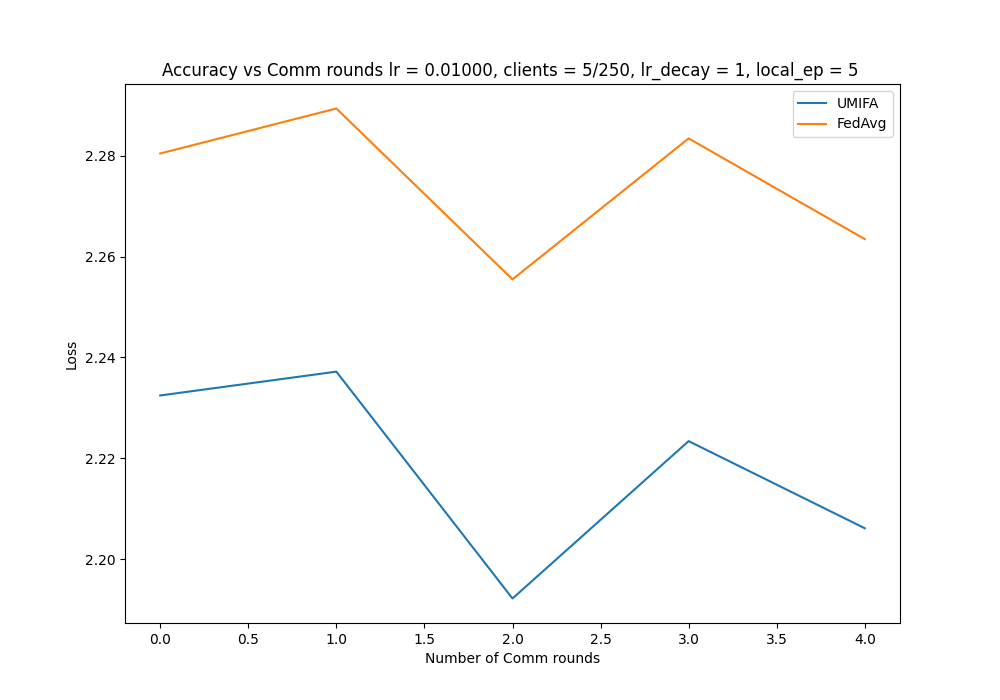 Accuracy vs Comm rounds lr = 0.01000, clients = 5/250, lr_decay = 1, local_ep = 5
UMIFA
FedAvg
2.28
2.26
2.24
2.22
2.20
Loss
0.0 0.5 1.0 1.5 2.0 2.5 3.0 3.5 4.0
Number of Comm rounds